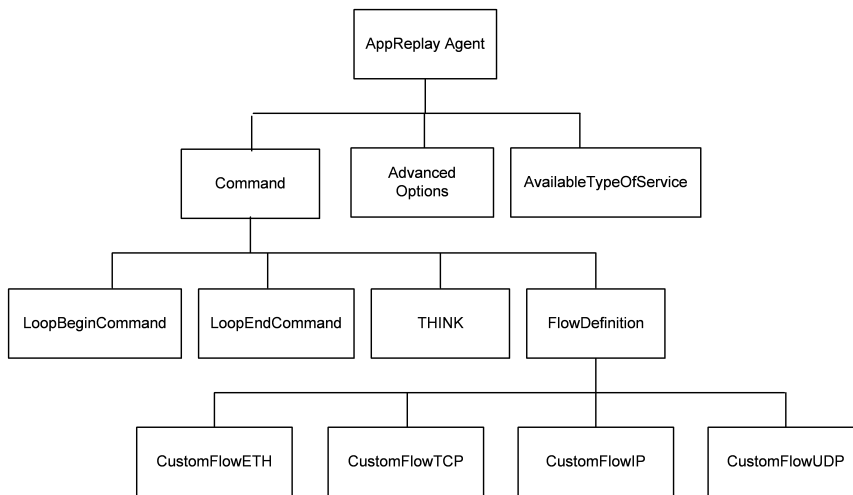 AppReplay Agent
Command
Advanced
Options
AvailableTypeOfService
LoopBeginCommand
LoopEndCommand
THINK
FlowDefinition
CustomFlowETH
CustomFlowTCP
CustomFlowIP
CustomFlowUDP